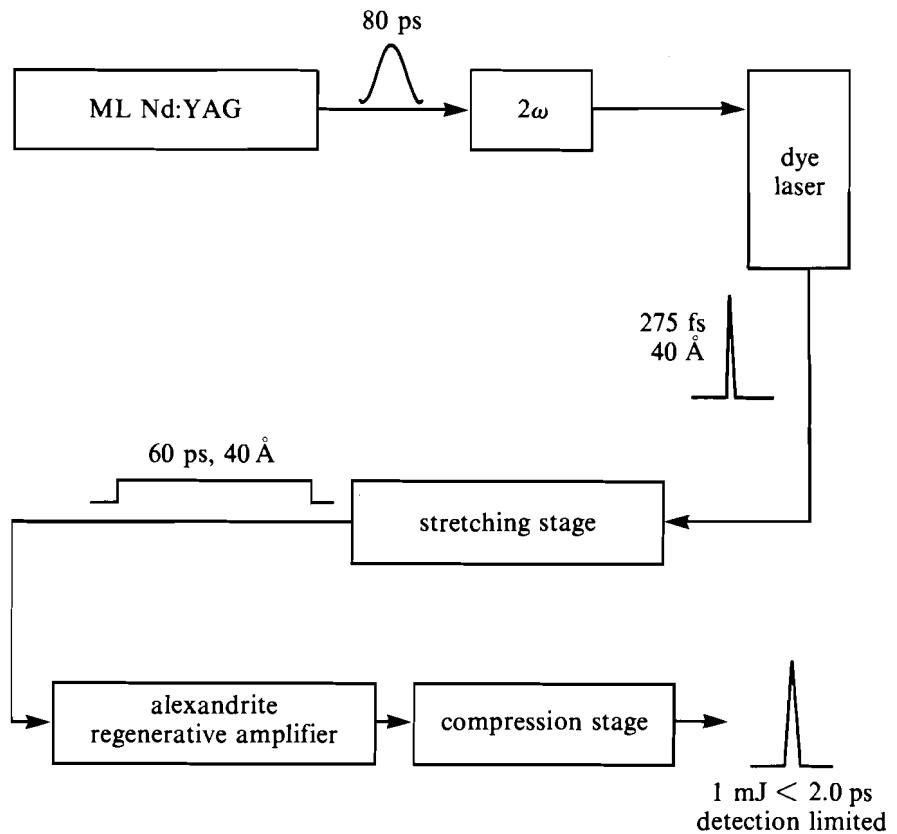 80 ps
ML Nd:YAG
2ω
dye
laser
275 fs
40 Å
60 ps, 40 Å
stretching stage
alexandrite
regenerative amplifier
compression stage
1 mJ < 2.0 ps
detection limited